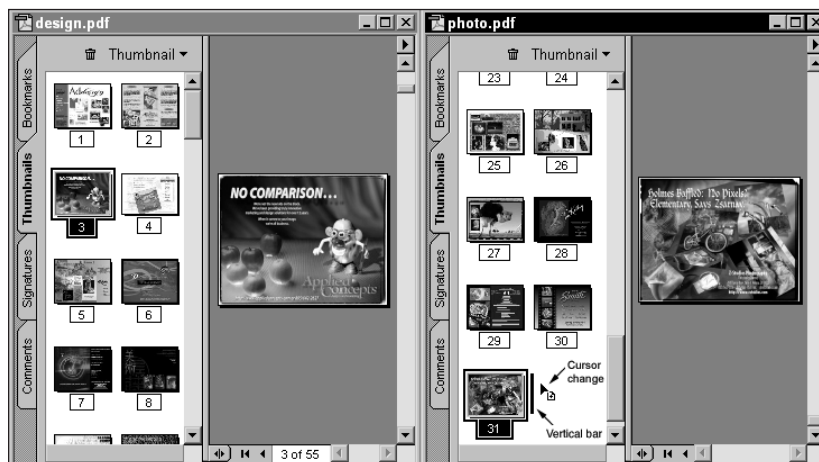 design.pdf
Thumbnail
Bookmarks
Thumbnails
Signatures
Comments
1
2
3
4
5
6
7
8
NO COMPARISON...
Applied
Concepts
3 of 55
photo.pdf
Thumbnail
Bookmarks
Thumbnails
Signatures
Comments
23
24
25
26
27
28
29
30
31
Cursor
change
Vertical bar
Holmes Baffled: No Pixels?
Elementary, Says Zsarnay.